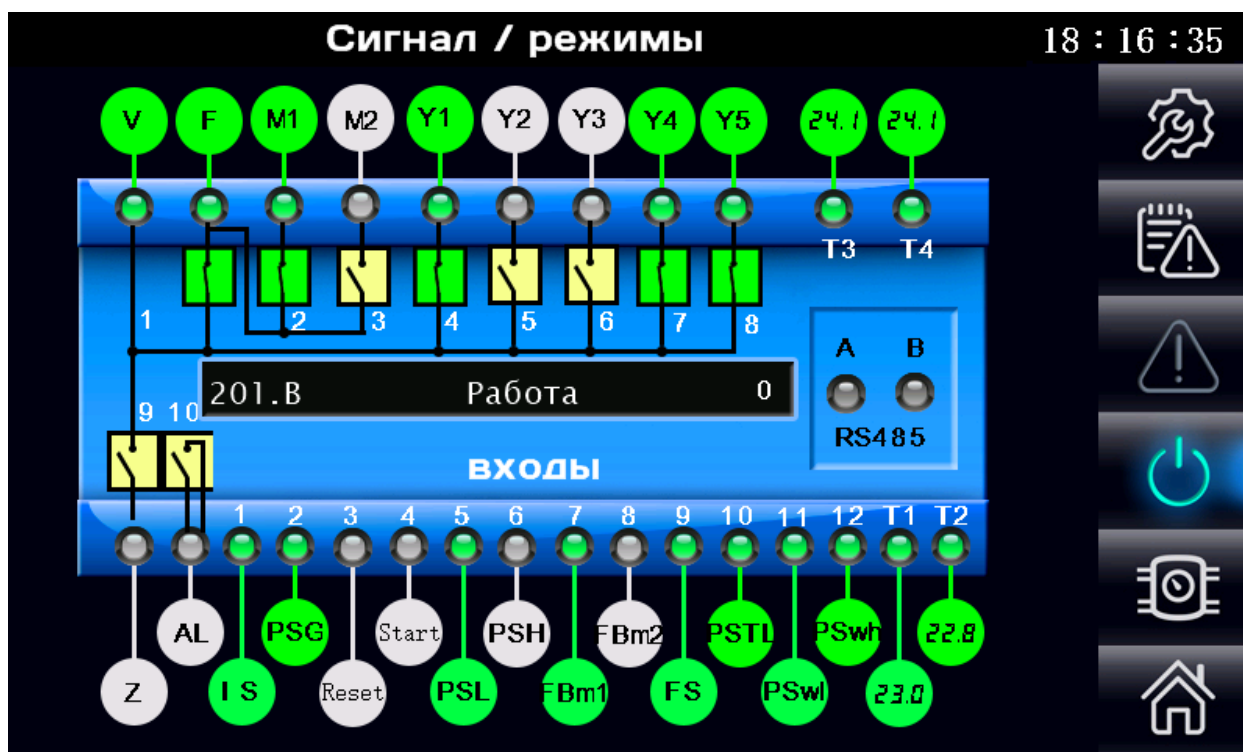 Сигнал / режимы 18 : 16 : 35
V F M1 M2 Y1 Y2 Y3 Y4 Y5 24.1 24.1
T3 T4
1 2 3 4 5 6 7 8
A B
201.В Работа 0
9 10
RS485
входы
1 2 3 4 5 6 7 8 9 10 11 12 T1 T2
AL PSG Start PSH FBm2 PSTL PSwh 22.8
Z I S Reset PSL FBm1 FS PSwl 23.0